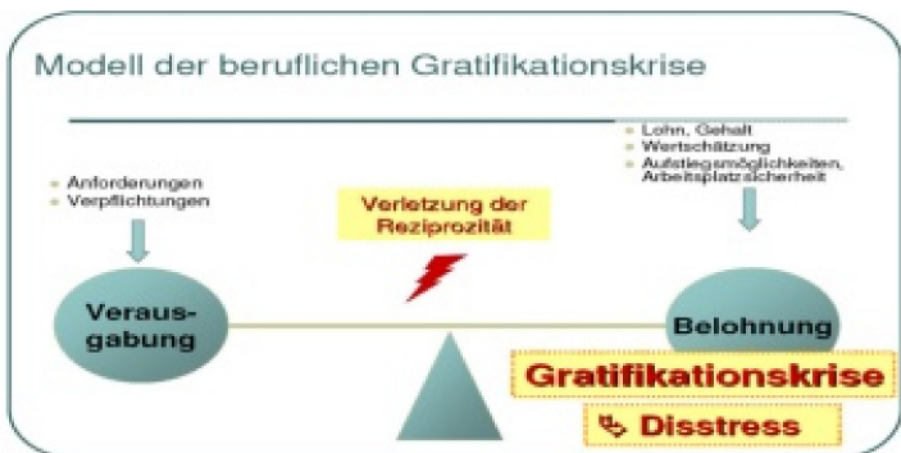 Modell der beruflichen Gratifikationskrise
Lohn, Gehalt
Wertschätzung
Aufstiegsmöglichkeiten,
Arbeitsplatzsicherheit
Anforderungen
Verpflichtungen
Verletzung der
Reziprozität
Veraus-
gabung
Belohnung
Gratifikationskrise
Disstress